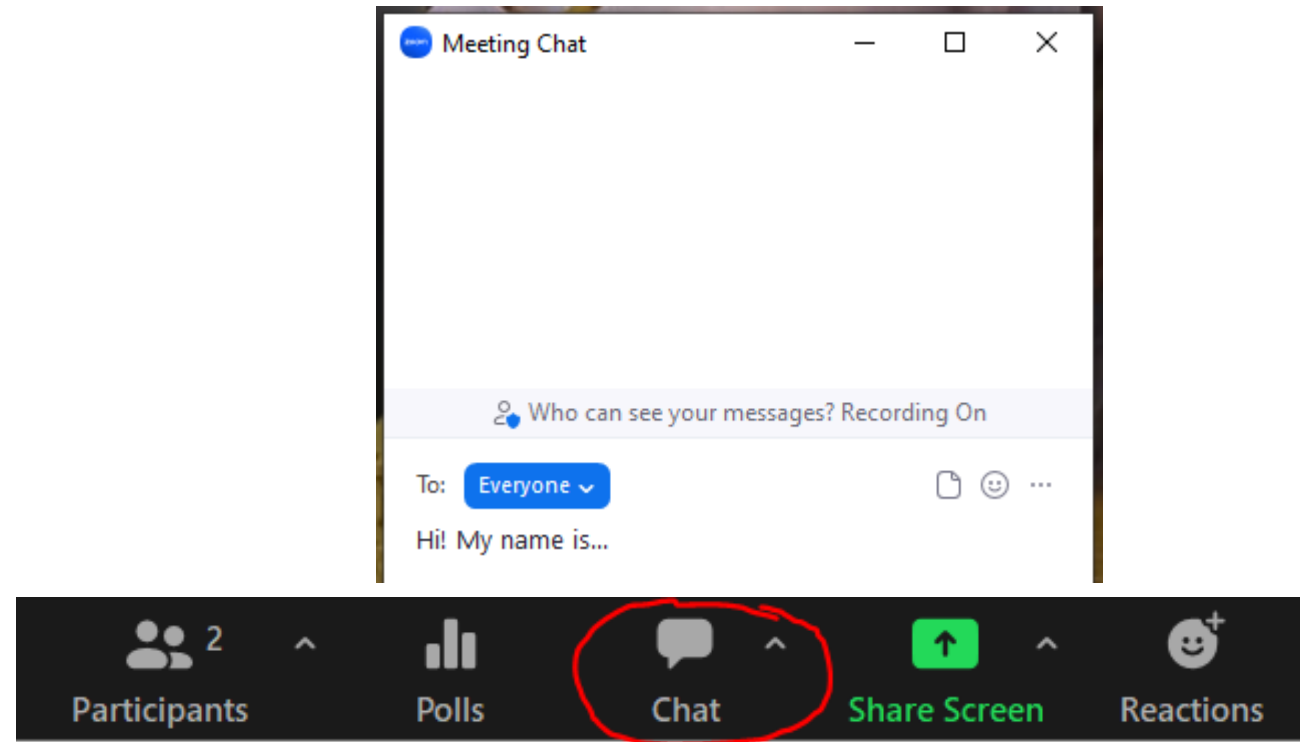 Meeting Chat
Who can see your messages? Recording On
To: Everyone
Hi! My name is...
2
Participants Polls Chat Share Screen Reactions